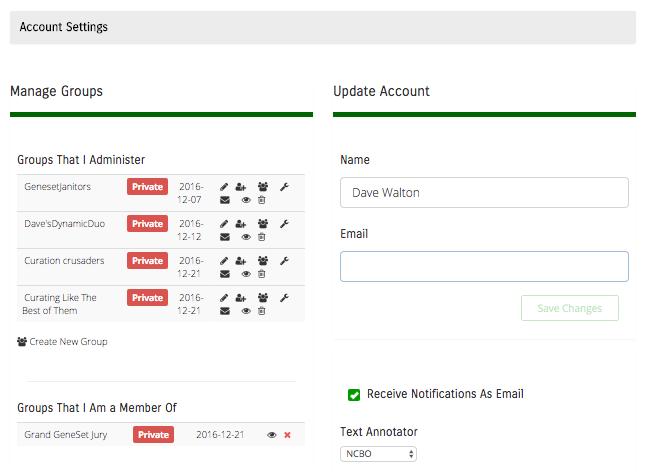 Account Settings
Manage Groups
Groups That I Administer
GenesetJanitors Private 2016-
12-07
Dave'sDynamicDuo Private 2016-
12-12
Curation crusaders Private 2016-
12-21
Curating Like The Private 2016-
Best of Them 12-21
Create New Group
Groups That I Am a Member Of
Grand GeneSet Jury Private 2016-12-21
Update Account
Name
Dave Walton
Email
Save Changes
Receive Notifications As Email
Text Annotator
NCBO